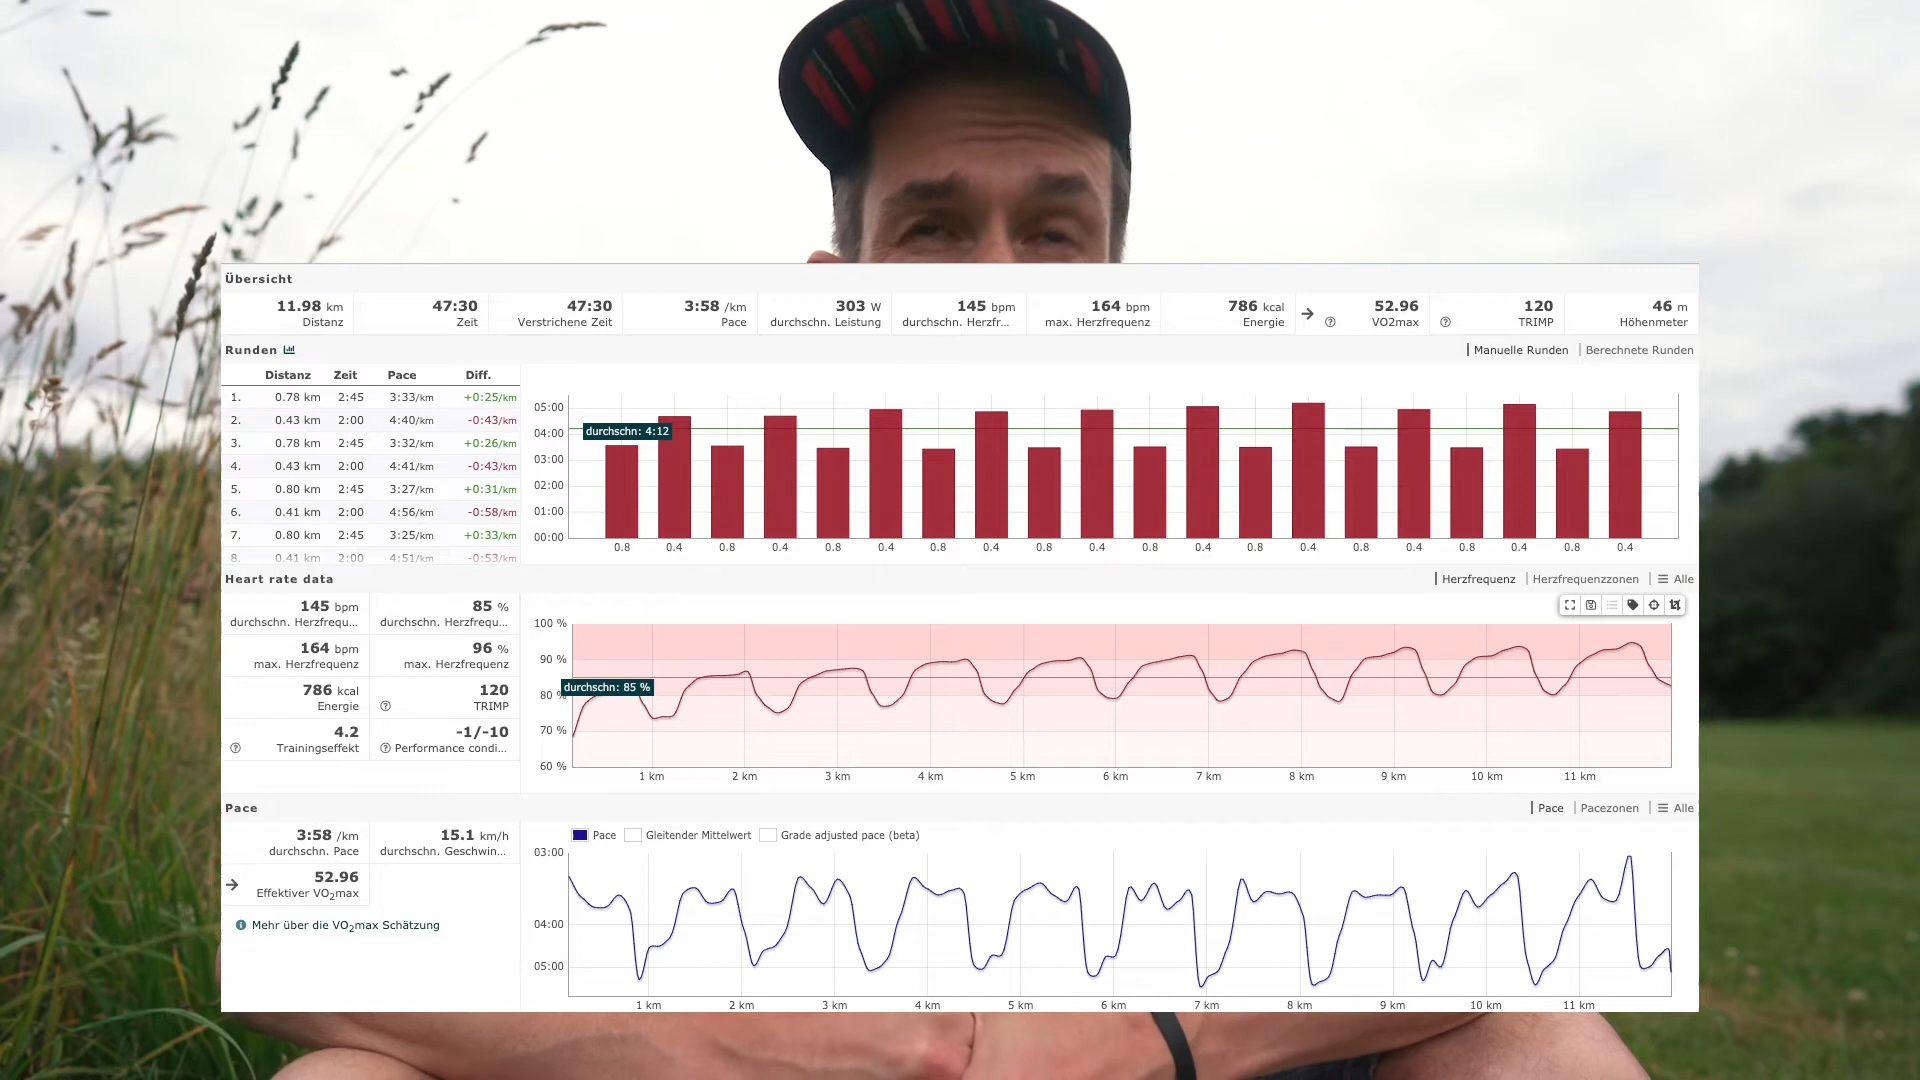 Übersicht
11.98 km 47:30 47:30 3:58 /km 303 W 145 bpm 164 bpm 786 kcal 52.96 120 46 m
Distanz Zeit Verstrichene Zeit Pace durchschn. Leistung durchschn. Herzfr... max. Herzfrequenz Energie VO2max TRIMP Höhenmeter
Runden Manuelle Runden Berechnete Runden
Distanz Zeit Pace Diff.
1. 0.78 km 2:45 3:33/km +0:25/km
2. 0.43 km 2:00 4:40/km -0:43/km
3. 0.78 km 2:45 3:32/km +0:26/km
4. 0.43 km 2:00 4:41/km -0:43/km
5. 0.80 km 2:45 3:27/km +0:31/km
6. 0.41 km 2:00 4:56/km -0:58/km
7. 0.80 km 2:45 3:25/km +0:33/km
8. 0.41 km 2:00 4:51/km -0:53/km
05:00
04:00
03:00
02:00
01:00
00:00
durchschn: 4:12
0.8 0.4 0.8 0.4 0.8 0.4 0.8 0.4 0.8 0.4 0.8 0.4 0.8 0.4 0.8 0.4 0.8 0.4 0.8 0.4
Heart rate data Herzfrequenz Herzfrequenzzonen Alle
145 bpm 85 %
durchschn. Herzfrequ... durchschn. Herzfrequ...
164 bpm 96 %
max. Herzfrequenz max. Herzfrequenz
786 kcal 120
Energie TRIMP
4.2 -1/-10
Trainingseffekt Performance condi...
100 %
90 %
80 %
70 %
60 %
durchschn: 85 %
1 km 2 km 3 km 4 km 5 km 6 km 7 km 8 km 9 km 10 km 11 km
Pace Pace Pacezonen Alle
3:58 /km 15.1 km/h
durchschn. Pace durchschn. Geschwin...
52.96
Effektiver VO2max
Mehr über die VO2max Schätzung
Pace Gleitender Mittelwert Grade adjusted pace (beta)
03:00
04:00
05:00
1 km 2 km 3 km 4 km 5 km 6 km 7 km 8 km 9 km 10 km 11 km